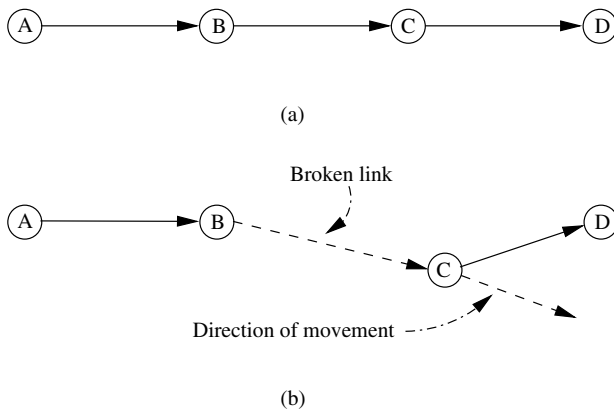 A B C D
(a)
Broken link
A B D
C
Direction of movement
(b)